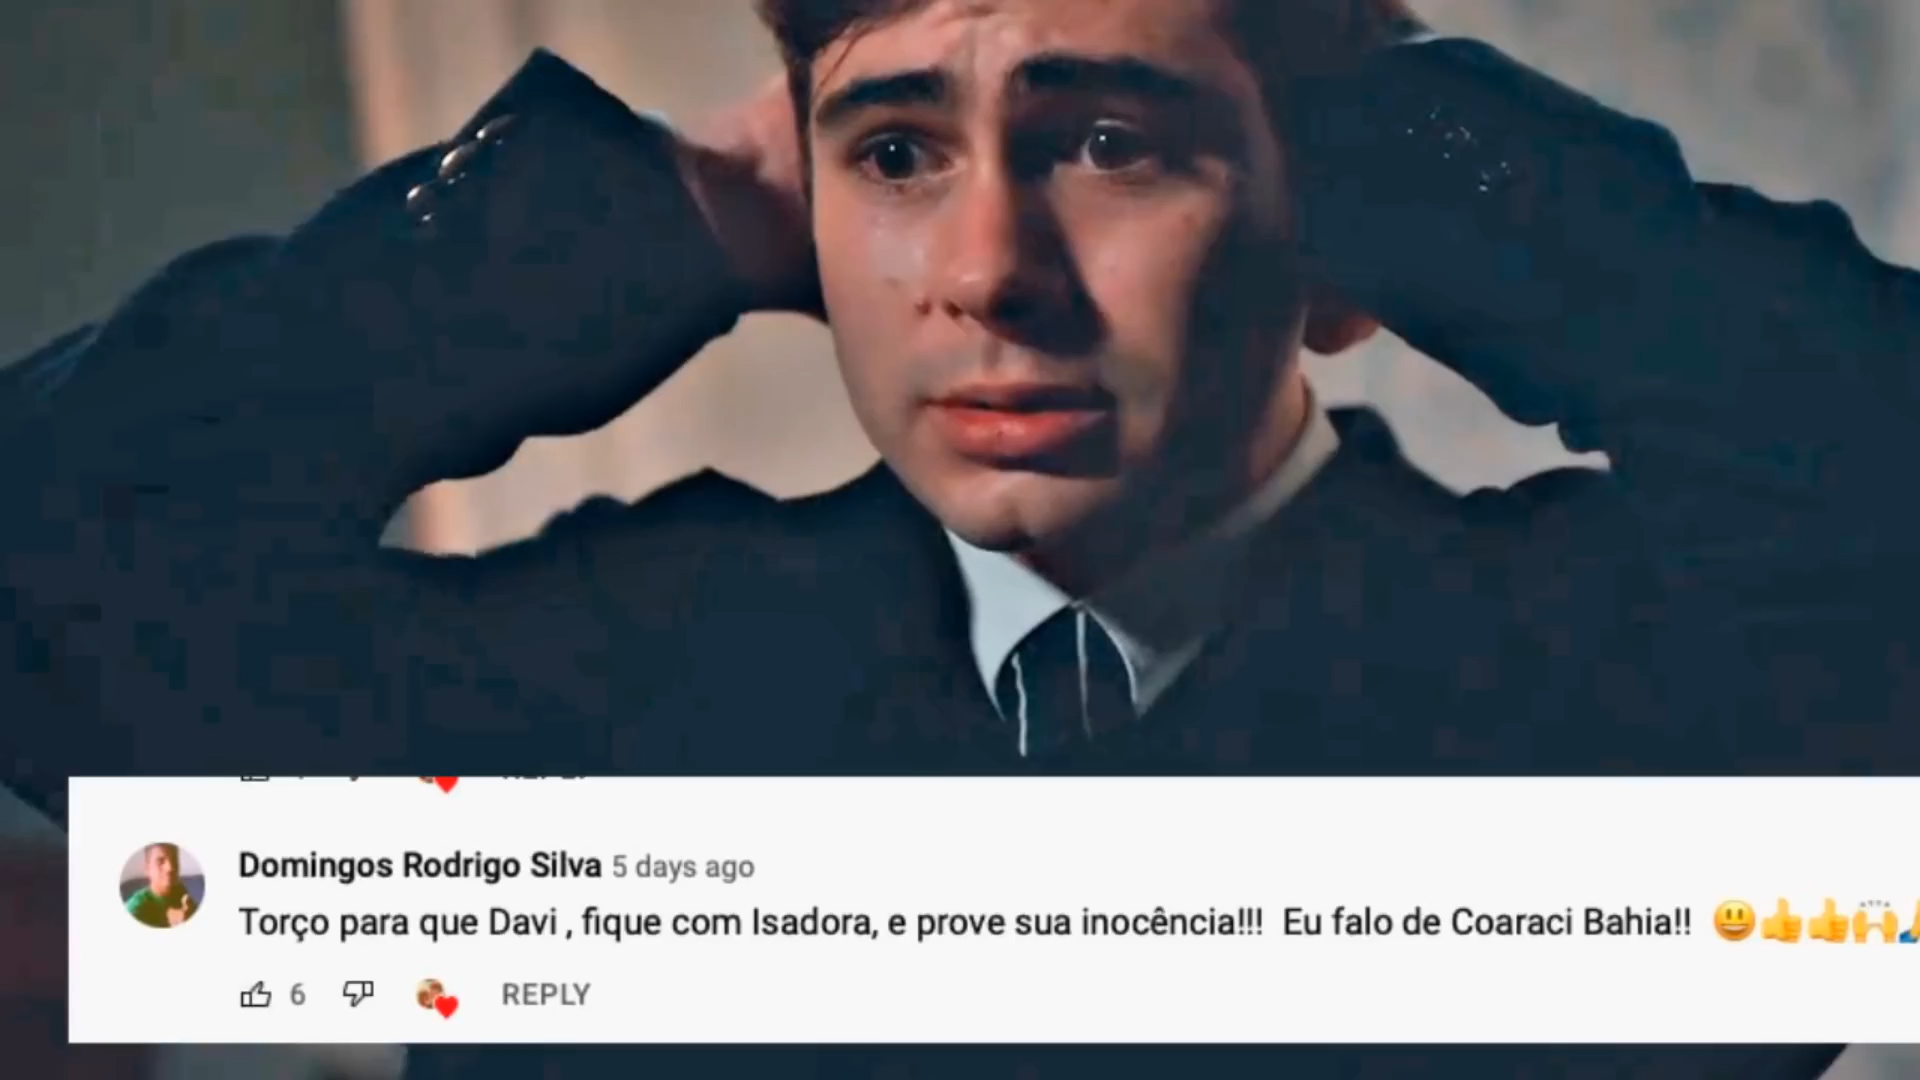 Domingos Rodrigo Silva 5 days ago
Torço para que Davi , fique com Isadora, e prove sua inocência!!! Eu falo de Coaraci Bahia!! 😃👍👍🙌
6 REPLY